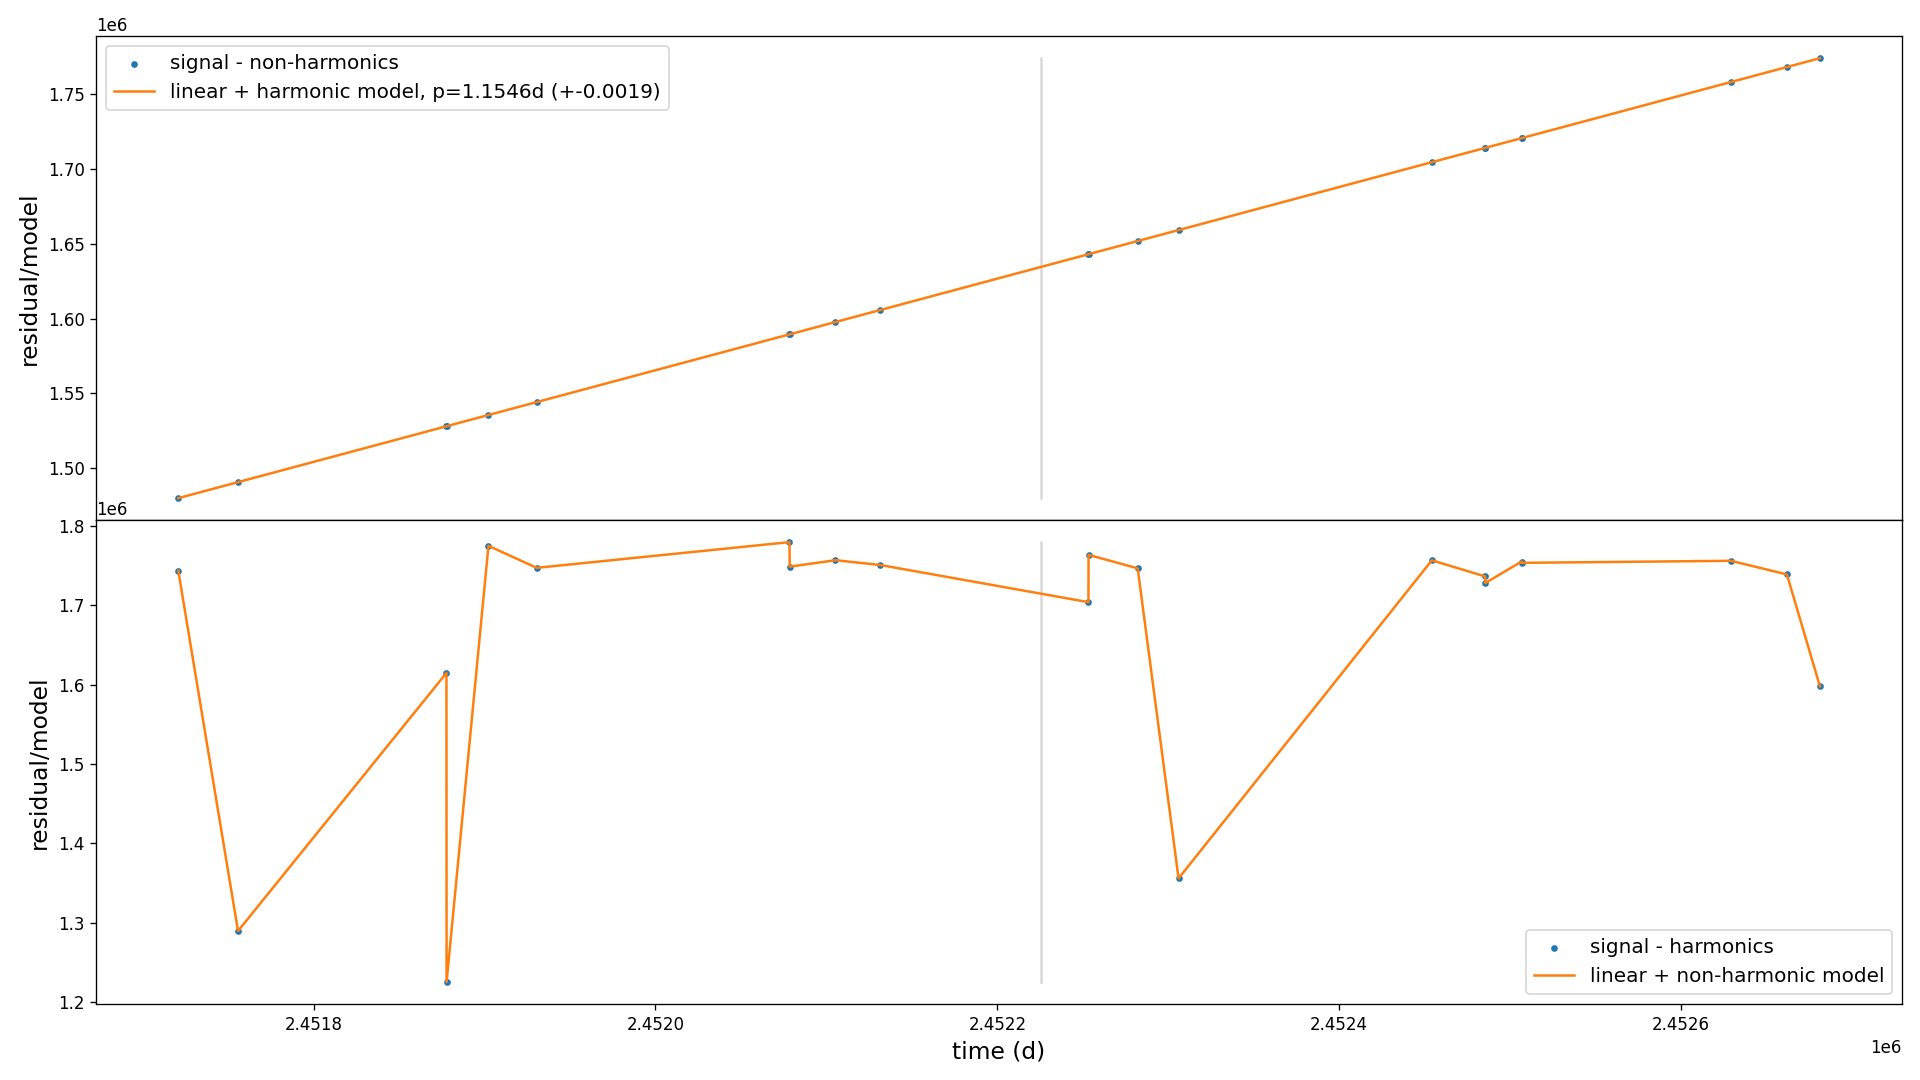 1e6
signal - non-harmonics
linear + harmonic model, p=1.1546d (+-0.0019)
1.75
1.70
1.65
1.60
1.55
1.50
residual/model
1e6
1.8
1.7
1.6
1.5
1.4
1.3
1.2
residual/model
signal - harmonics
linear + non-harmonic model
2.4518 2.4520 2.4522 2.4524 2.4526
1e6
time (d)